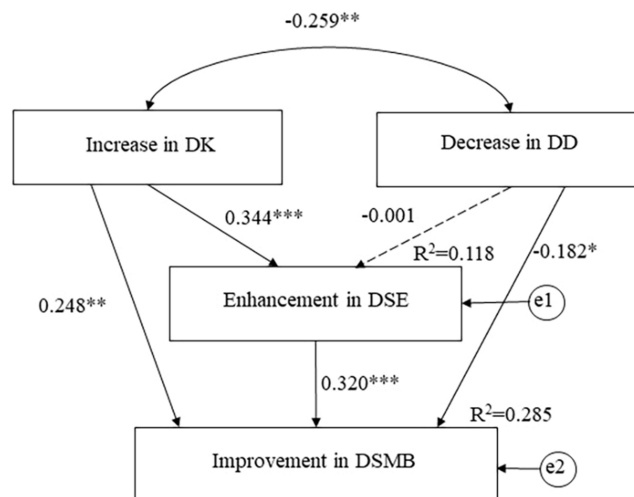 -0.259**
Increase in DK
Decrease in DD
0.344***
-0.001
R²=0.118
-0.182*
0.248**
Enhancement in DSE
e1
0.320***
R²=0.285
Improvement in DSMB
e2